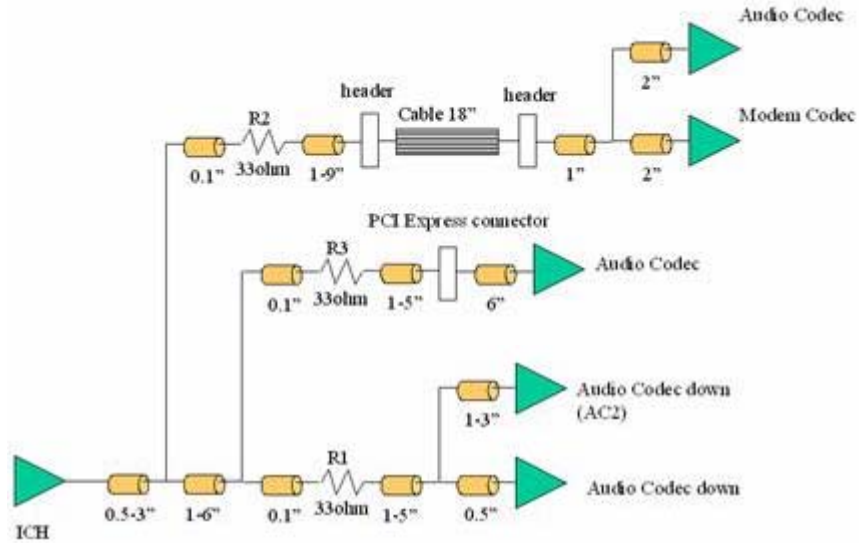 Audio Codec
2”
header
Cable 18”
header
R2
Modem Codec
0.1”
33ohm
1-9”
1”
2”
PCI Express connector
R3
Audio Codec
0.1”
33ohm
1-5”
6”
Audio Codec down
(AC2)
1-3”
R1
Audio Codec down
ICH
0.5-3”
1-6”
0.1”
33ohm
1-5”
0.5”